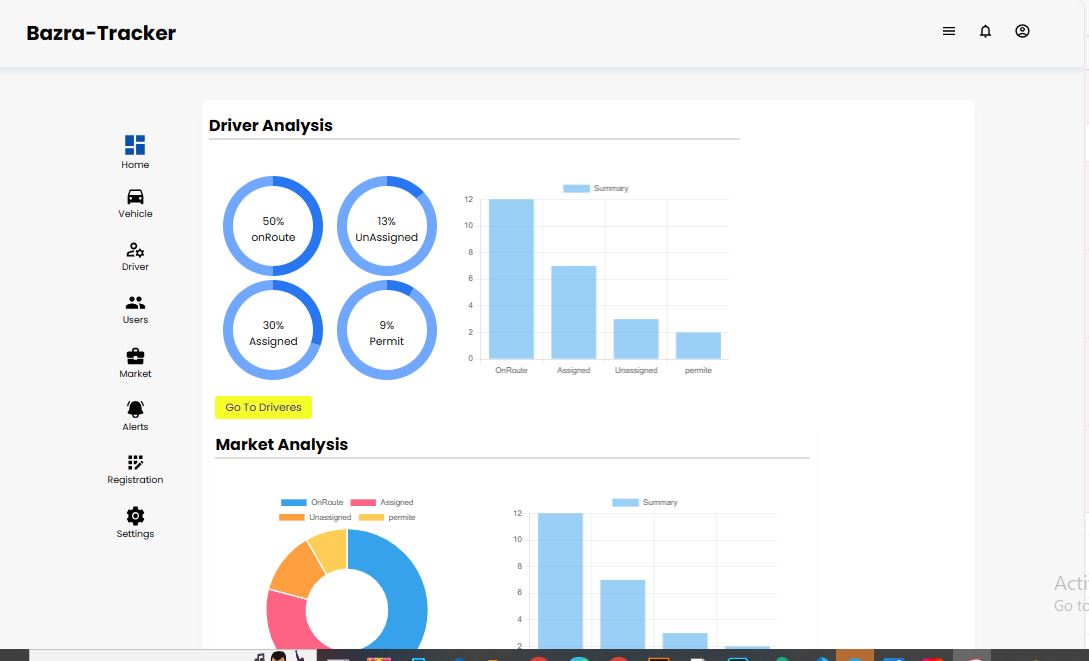 Bazra-Tracker
Home
Vehicle
Driver
Users
Market
Alerts
Registration
Settings
Driver Analysis
50%
onRoute
13%
UnAssigned
30%
Assigned
9%
Permit
Summary
12
10
8
6
4
2
0
OnRoute Assigned Unassigned permite
Go To Driveres
Market Analysis
OnRoute Assigned
Unassigned permite
Summary
12
10
8
6
4
2
Acti
Go to